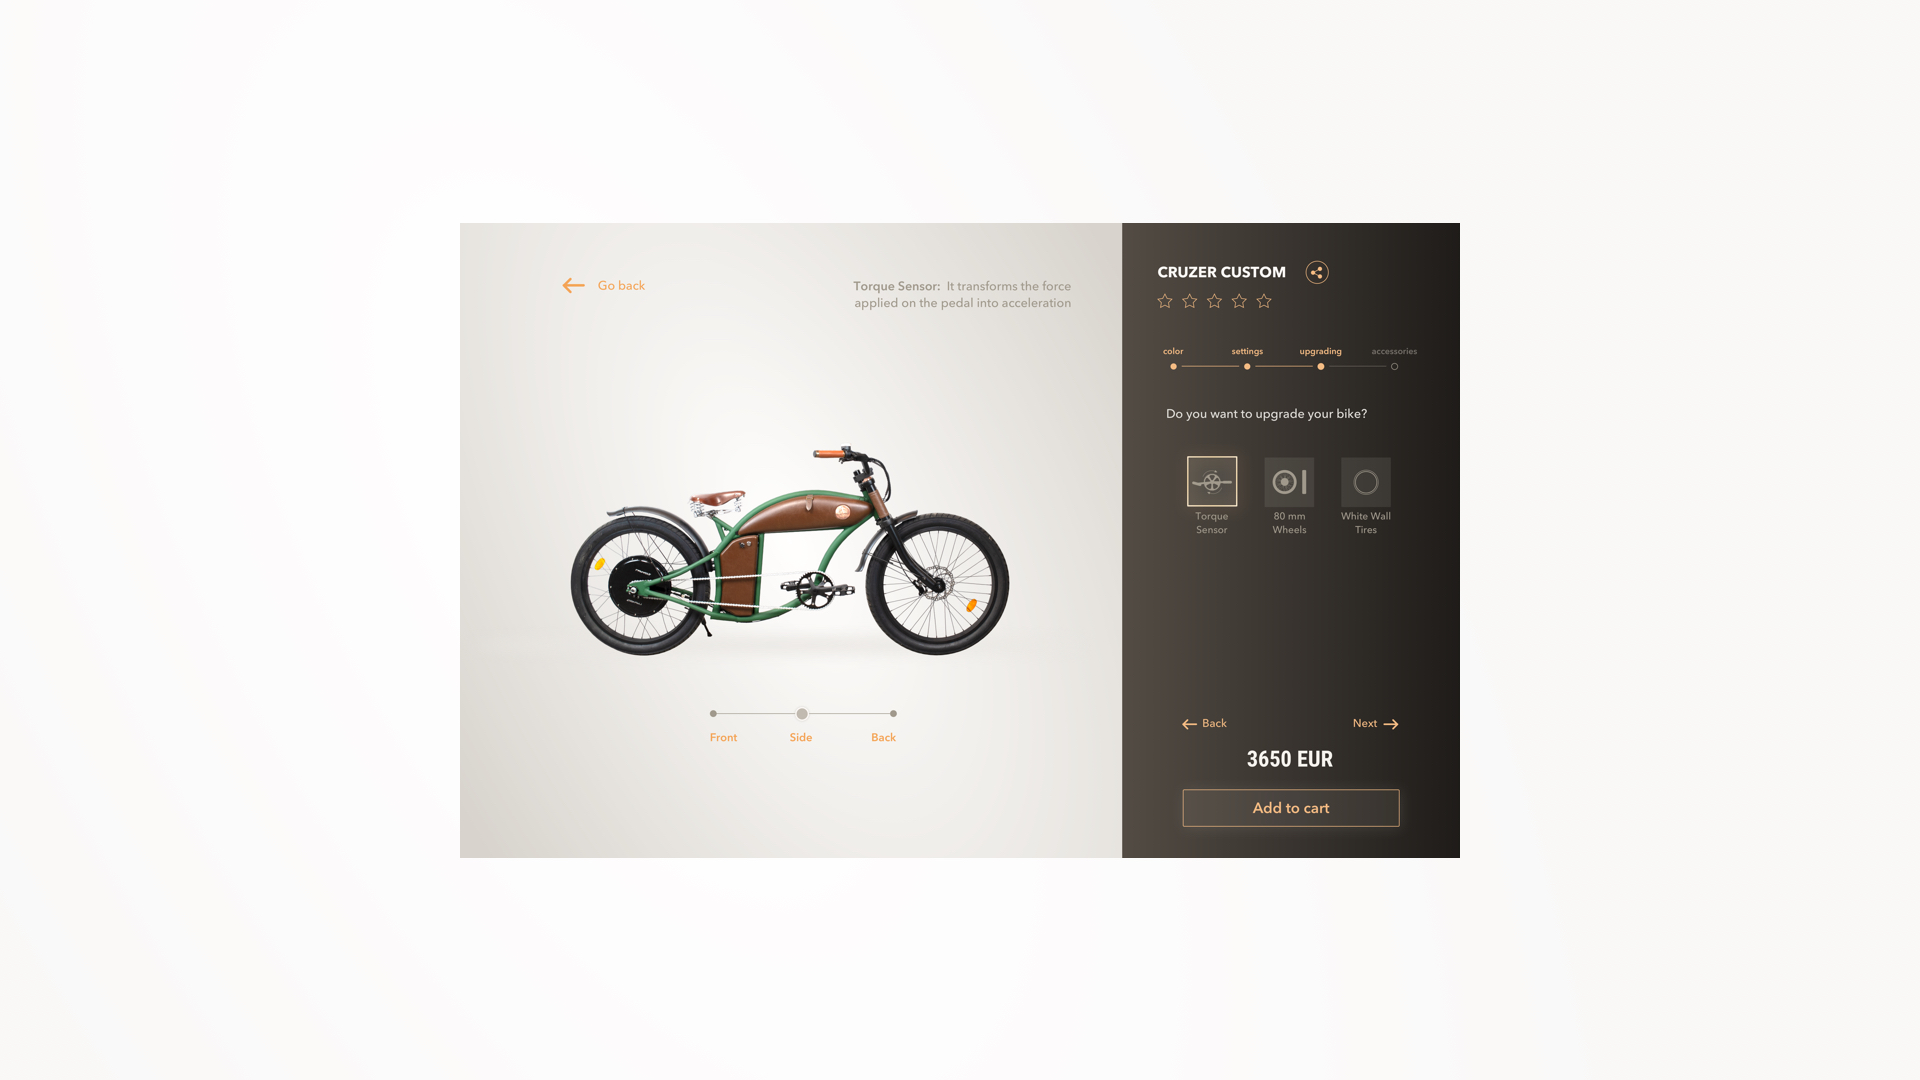 Go back
Torque Sensor: It transforms the force
applied on the pedal into acceleration
Front
Side
Back
CRUZER CUSTOM
color
settings
upgrading
accessories
Do you want to upgrade your bike?
Torque
Sensor
80 mm
Wheels
White Wall
Tires
Back
Next
3650 EUR
Add to cart